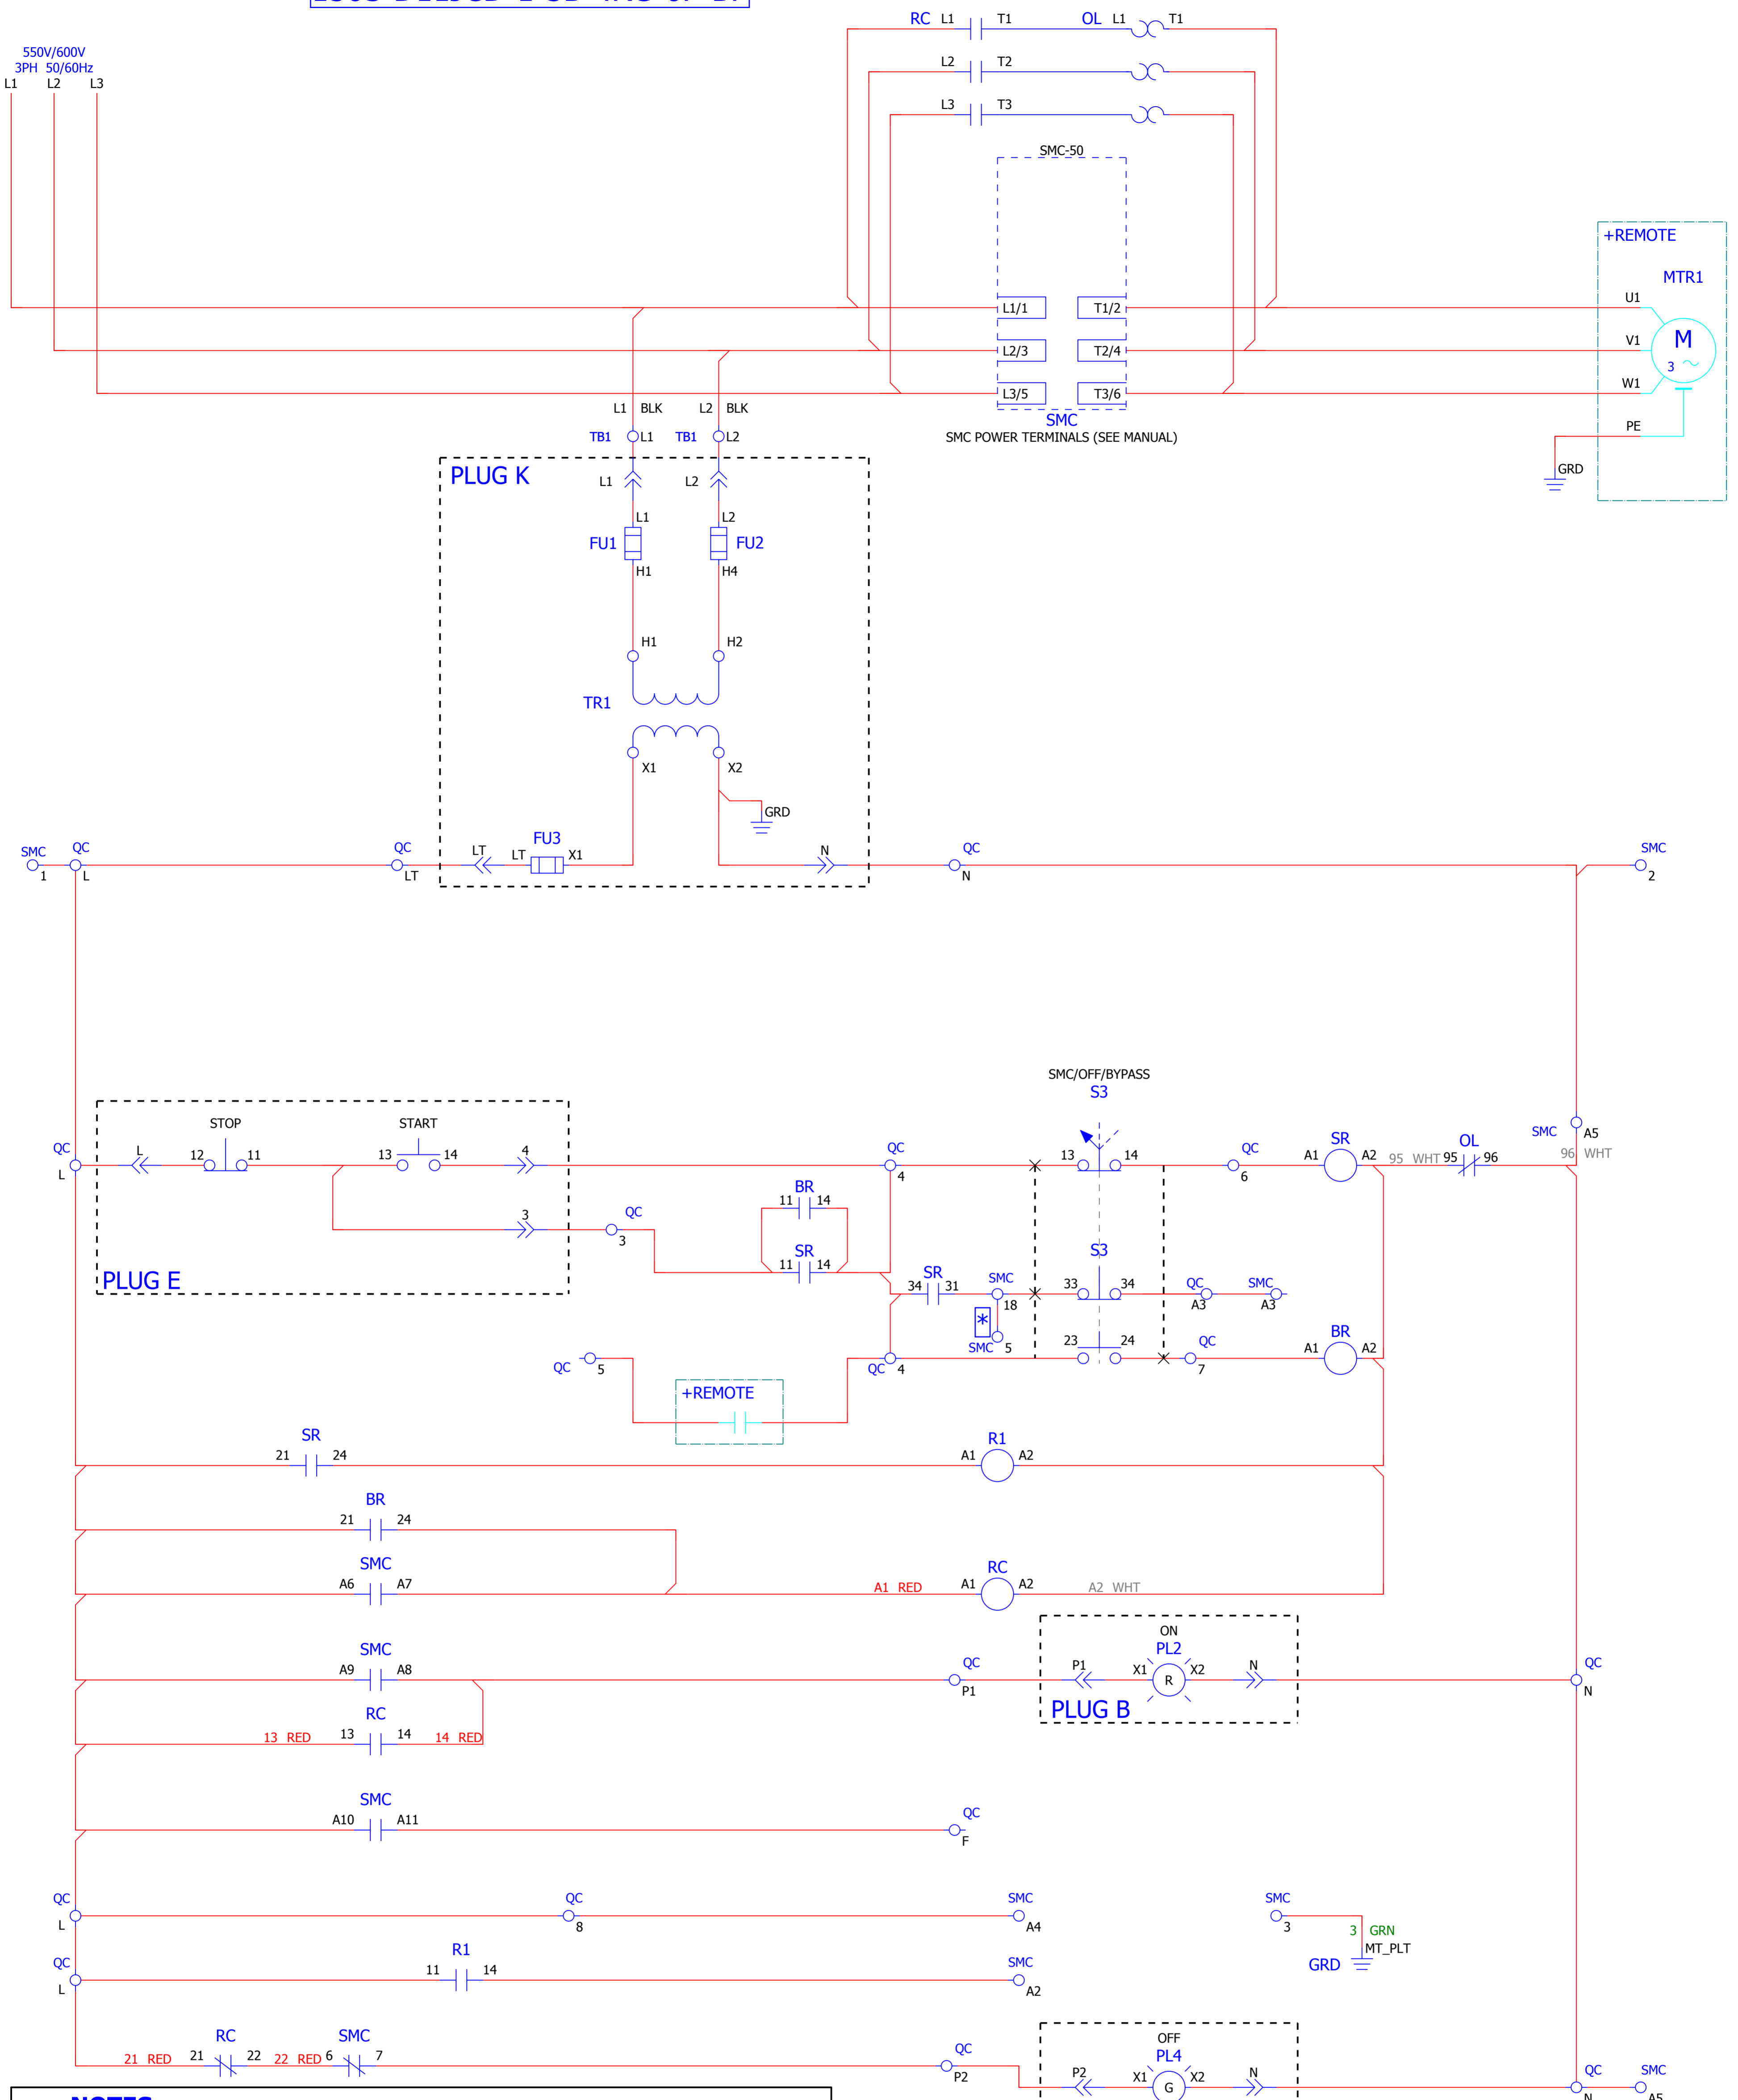 RC L1 T1 OL L1 T1
550V/600V
3PH 50/60Hz
L2 T2
L1 L2 L3
L3 T3
SMC-50
+REMOTE
MTR1
U1
L1/1 T1/2
M
3
V1
L2/3 T2/4
W1
L3/5 T3/6
L1 BLK L2 BLK
SMC
PE
TB1 L1 TB1 L2
SMC POWER TERMINALS (SEE MANUAL)
PLUG K
GRD
L1 L2
L1 L2
FU1 FU2
H1 H4
H1 H2
TR1
X1 X2
GRD
FU3
SMC QC QC LT LT X1 N QC SMC
1 L LT N 2
SMC/OFF/BYPASS
S3
STOP START
SMC A5
QC L 12 11 13 14 4 QC 13 14 QC SR OL
L 4 6 A1 A2 95 WHT 95 96 96 WHT
BR
11 14
3 QC
3
SR
11 14
S3
PLUG E
SR
34 31 SMC 33 34 QC SMC
18 A3 A3
*
SMC 5 23 24 QC BR
QC 5 QC 4 7 A1 A2
+REMOTE
SR R1
21 24 A1 A2
BR
21 24
SMC RC
A6 A7 A1 RED A1 A2 A2 WHT
ON
SMC PL2
A9 A8 QC P1 X1 R X2 N QC
P1 N
PLUG B
RC
13 RED 13 14 14 RED
SMC
A10 A11 QC
F
QC QC SMC SMC
L 8 A4 3
3 GRN
MT_PLT
GRD
QC R1 SMC
L 11 14 A2
OFF
RC SMC PL4
21 RED 21 22 22 RED 6 7 QC P2 X1 G X2 N QC SMC
P2 N A5
NOTES